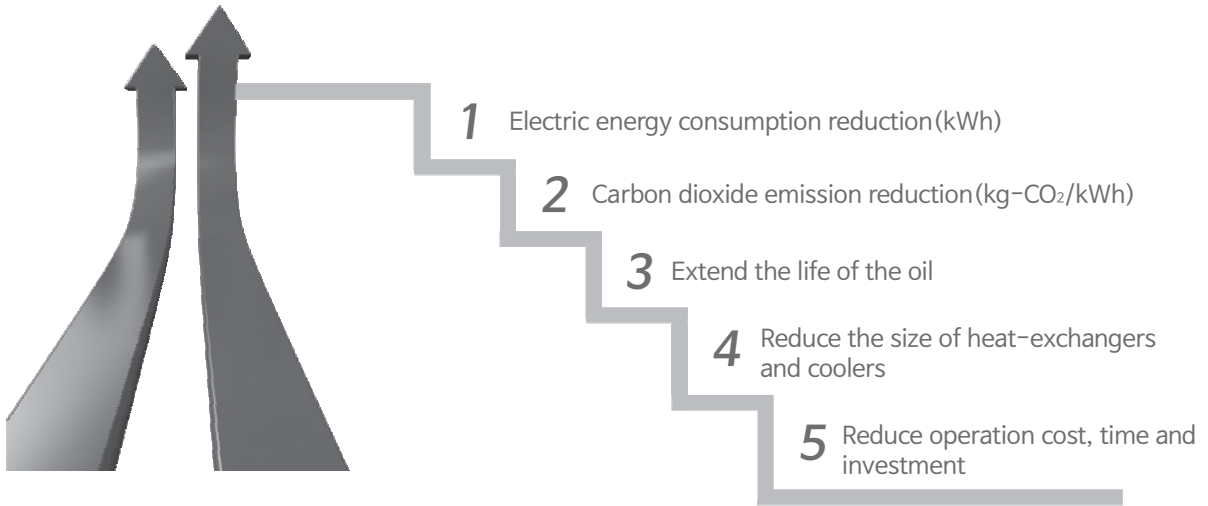 1 Electric energy consumption reduction(kWh)
2 Carbon dioxide emission reduction(kg-CO₂/kWh)
3 Extend the life of the oil
4 Reduce the size of heat-exchangers
and coolers
5 Reduce operation cost, time and
investment